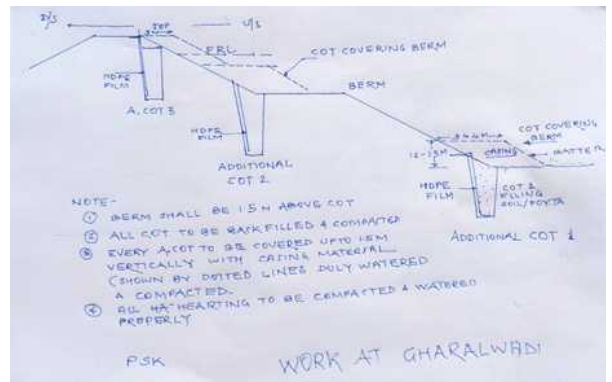 D/S
TOP
U/S
FRL
COT COVERING BERM
HDPE
FILM
A, COT 3
BERM
HDPE
FILM
ADDITIONAL
COT 2
COT COVERING
BERM
CASING
BATTER
HDPE
FILM
COT 1
FILLING
SOIL/POYTA
ADDITIONAL COT 1
NOTE-
① BERM SHALL BE 1.5 M ABOVE COT
② ALL COT TO BE BACK FILLED & COMPACTED
③ EVERY A, COT TO BE COVERED UPTO 1.5M
VERTICALLY WITH CASING MATERIAL
(SHOWN BY DOTTED LINES DULY WATERED
& COMPACTED.
④ ALL HEARTING TO BE COMPACTED & WATERED
PROPERLY
PSK
WORK AT GHARALWADI